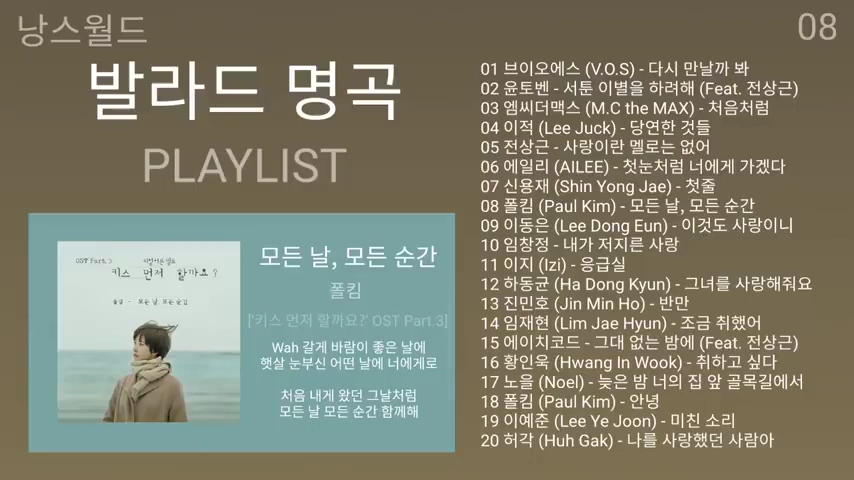 낭스월드
08
발라드 명곡
PLAYLIST
OST Part.3
키스 먼저 할까요?
폴킴 - 모든 날, 모든 순간
모든 날, 모든 순간
폴킴
['키스 먼저 할까요?' OST Part.3]
Wah 갈게 바람이 좋은 날에
햇살 눈부신 어떤 날에 너에게로
처음 내게 왔던 그날처럼
모든 날 모든 순간 함께해
01 브이오에스 (V.O.S) - 다시 만날까 봐
02 윤토벤 - 서툰 이별을 하려해 (Feat. 전상근)
03 엠씨더맥스 (M.C the MAX) - 처음처럼
04 이적 (Lee Juck) - 당연한 것들
05 전상근 - 사랑이란 멜로는 없어
06 에일리 (AILEE) - 첫눈처럼 너에게 가겠다
07 신용재 (Shin Yong Jae) - 첫줄
08 폴킴 (Paul Kim) - 모든 날, 모든 순간
09 이동은 (Lee Dong Eun) - 이것도 사랑이니
10 임창정 - 내가 저지른 사랑
11 이지 (Izi) - 응급실
12 하동균 (Ha Dong Kyun) - 그녀를 사랑해줘요
13 진민호 (Jin Min Ho) - 반만
14 임재현 (Lim Jae Hyun) - 조금 취했어
15 에이치코드 - 그대 없는 밤에 (Feat. 전상근)
16 황인욱 (Hwang In Wook) - 취하고 싶다
17 노을 (Noel) - 늦은 밤 너의 집 앞 골목길에서
18 폴킴 (Paul Kim) - 안녕
19 이예준 (Lee Ye Joon) - 미친 소리
20 허각 (Huh Gak) - 나를 사랑했던 사람아